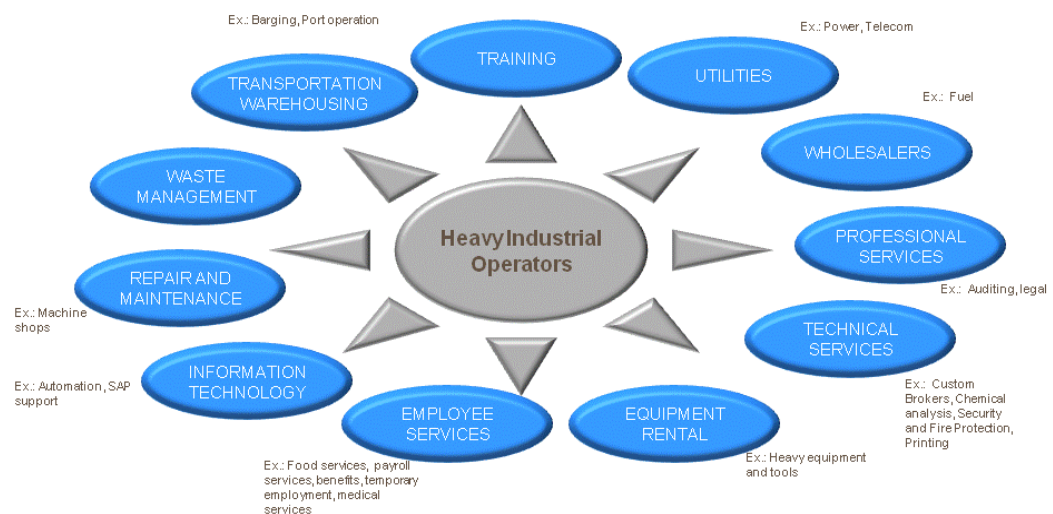 Ex.: Barging, Port operation
TRAINING
Ex.: Power, Telecom
TRANSPORTATION
WAREHOUSING
UTILITIES
Ex.: Fuel
WHOLESALERS
WASTE
MANAGEMENT
Heavy Industrial
Operators
PROFESSIONAL
SERVICES
Ex.: Auditing, legal
REPAIR AND
MAINTENANCE
Ex.: Machine
shops
TECHNICAL
SERVICES
Ex.: Custom
Brokers, Chemical
analysis, Security
and Fire Protection,
Printing
INFORMATION
TECHNOLOGY
Ex.: Automation, SAP
support
EMPLOYEE
SERVICES
Ex.: Food services, payroll
services, benefits, temporary
employment, medical
services
EQUIPMENT
RENTAL
Ex.: Heavy equipment
and tools